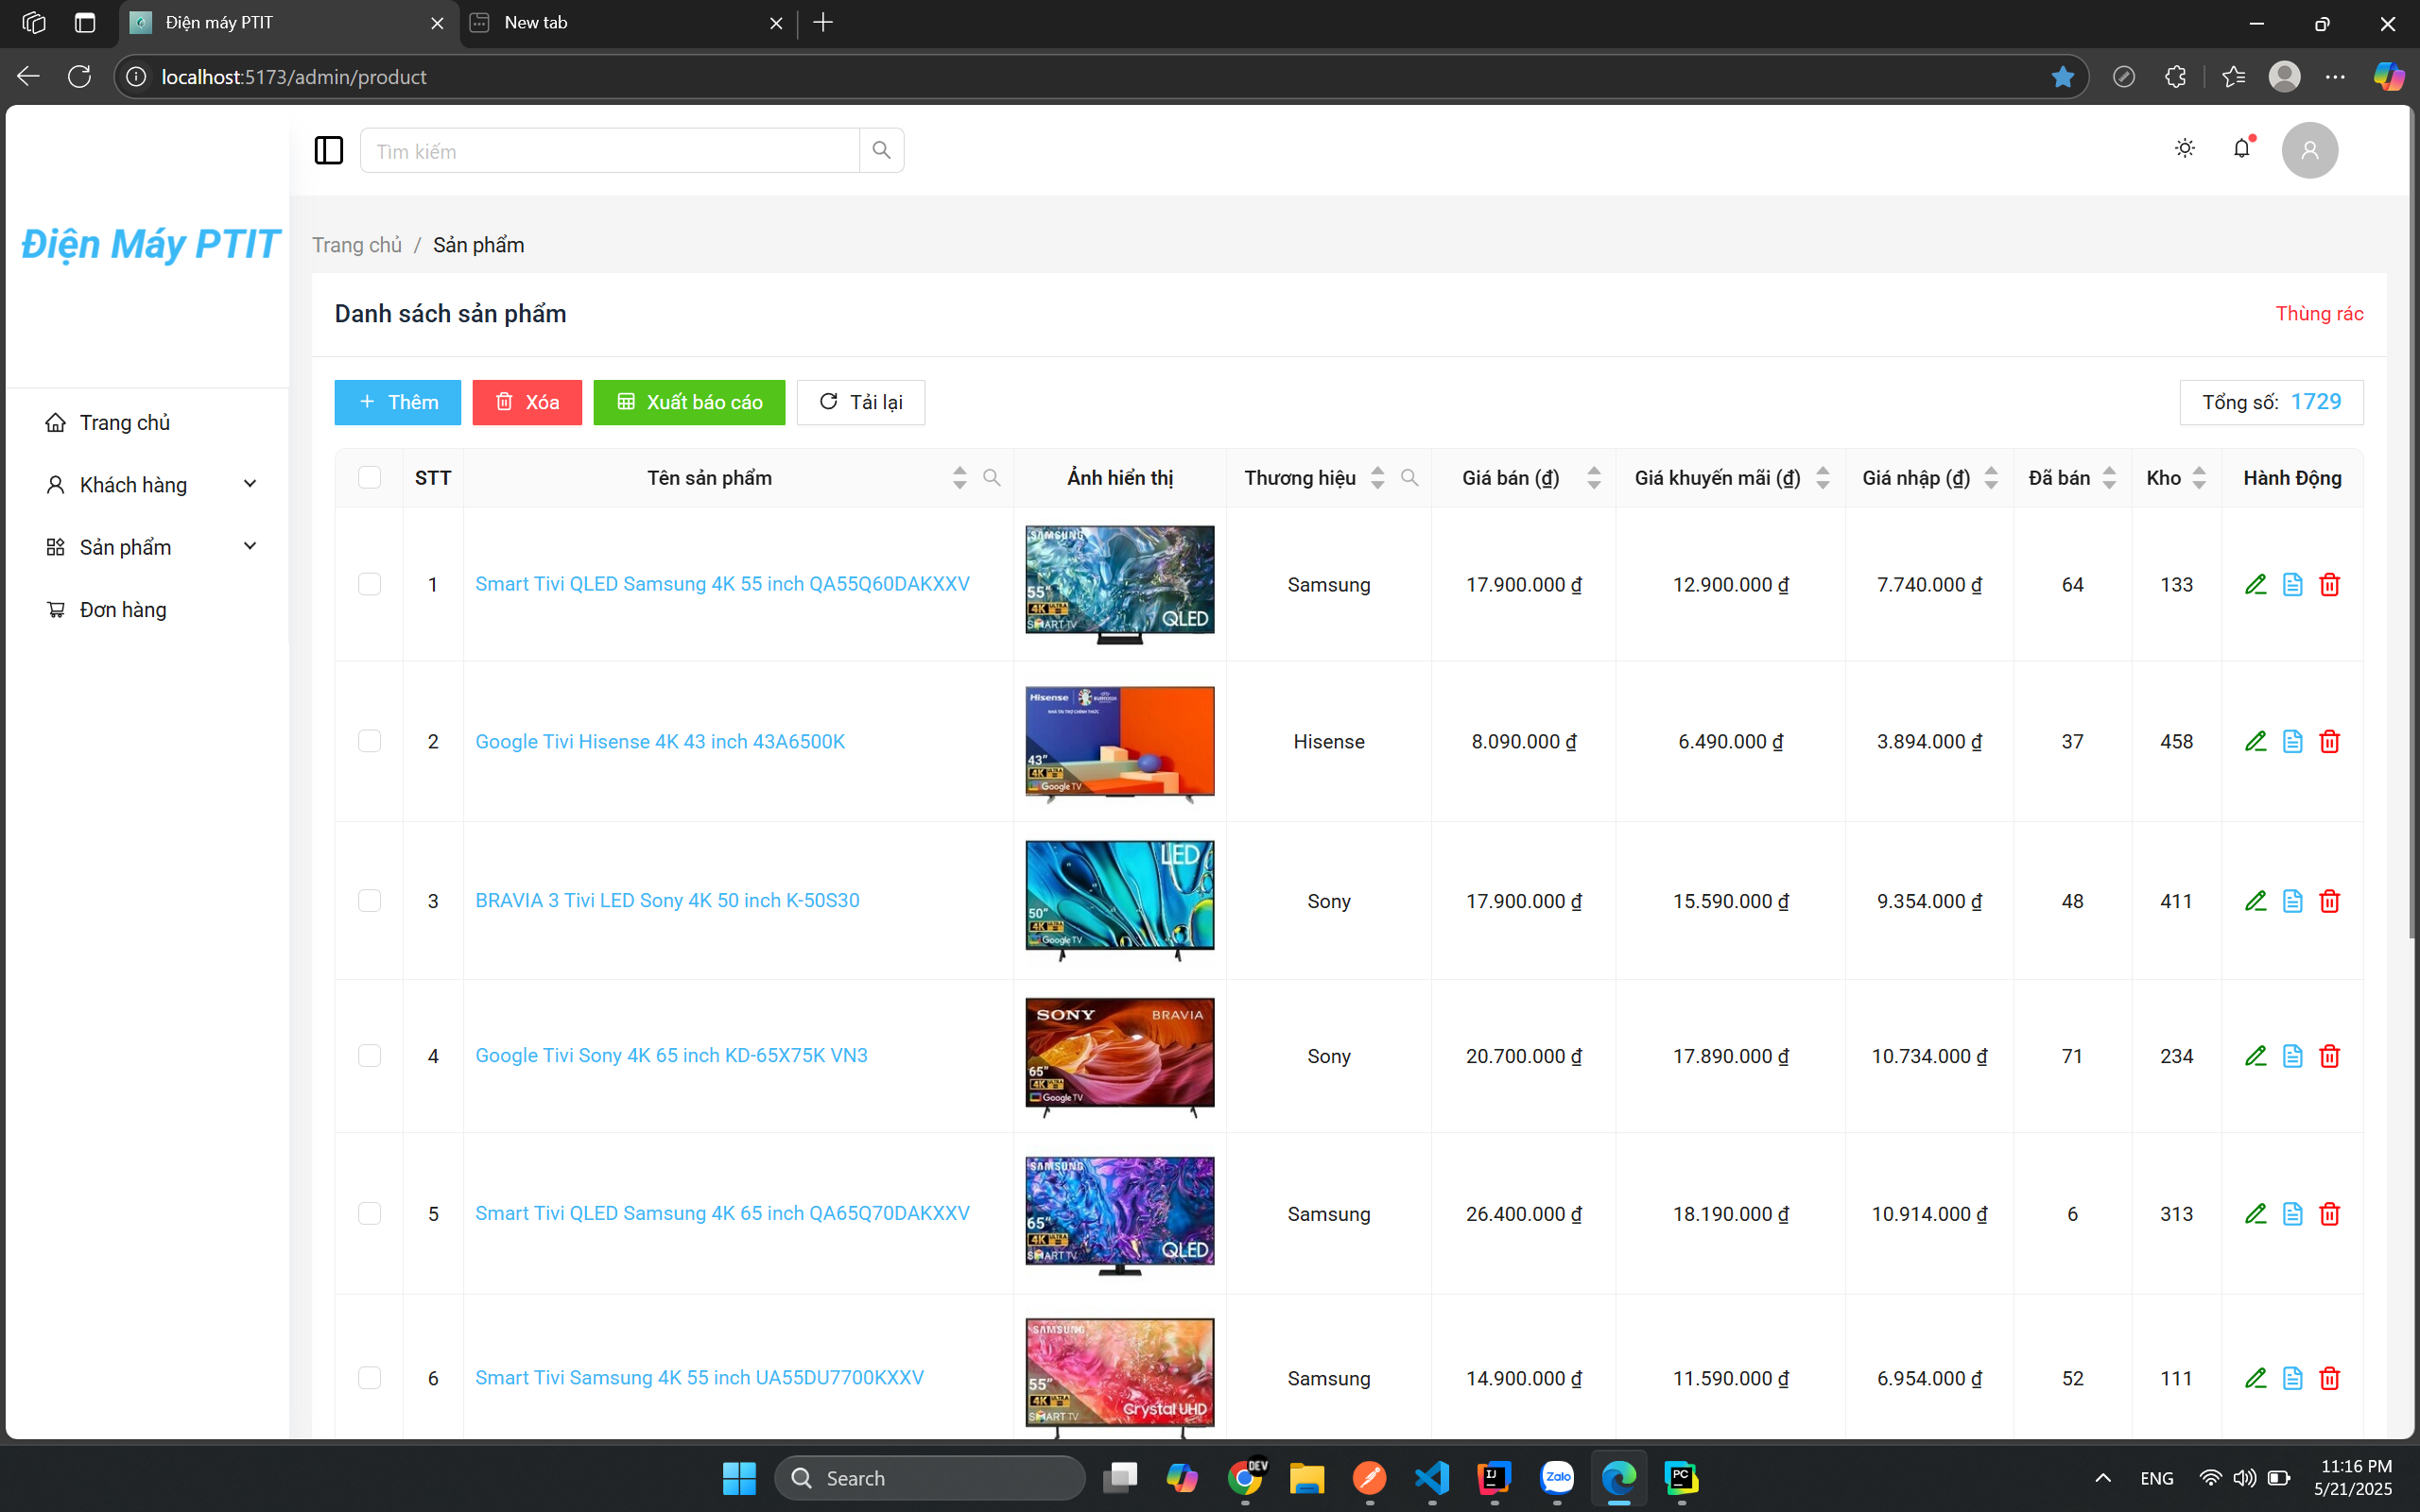 Điện máy PTIT
New tab
localhost:5173/admin/product
Tìm kiếm
Điện Máy PTIT
Trang chủ / Sản phẩm
Danh sách sản phẩm
Thùng rác
Thêm
Xóa
Xuất báo cáo
Tải lại
Tổng số: 1729
Trang chủ
Khách hàng
Sản phẩm
Đơn hàng
STT Tên sản phẩm Ảnh hiển thị Thương hiệu Giá bán (₫) Giá khuyến mãi (₫) Giá nhập (₫) Đã bán Kho Hành Động
1 Smart Tivi QLED Samsung 4K 55 inch QA55Q60DAKXXV Samsung 17.900.000 ₫ 12.900.000 ₫ 7.740.000 ₫ 64 133
SAMSUNG
55"
4K
SMART TV
QLED
2 Google Tivi Hisense 4K 43 inch 43A6500K Hisense 8.090.000 ₫ 6.490.000 ₫ 3.894.000 ₫ 37 458
Hisense
43"
4K
Google TV
3 BRAVIA 3 Tivi LED Sony 4K 50 inch K-50S30 Sony 17.900.000 ₫ 15.590.000 ₫ 9.354.000 ₫ 48 411
LED
50"
4K
Google TV
4 Google Tivi Sony 4K 65 inch KD-65X75K VN3 Sony 20.700.000 ₫ 17.890.000 ₫ 10.734.000 ₫ 71 234
SONY BRAVIA
65"
4K
Google TV
5 Smart Tivi QLED Samsung 4K 65 inch QA65Q70DAKXXV Samsung 26.400.000 ₫ 18.190.000 ₫ 10.914.000 ₫ 6 313
SAMSUNG
65"
4K
SMART TV
QLED
6 Smart Tivi Samsung 4K 55 inch UA55DU7700KXXV Samsung 14.900.000 ₫ 11.590.000 ₫ 6.954.000 ₫ 52 111
SAMSUNG
55"
4K
SMART TV
Crystal UHD
Search
DEV
IJ
Zalo
PC
ENG
11:16 PM
5/21/2025